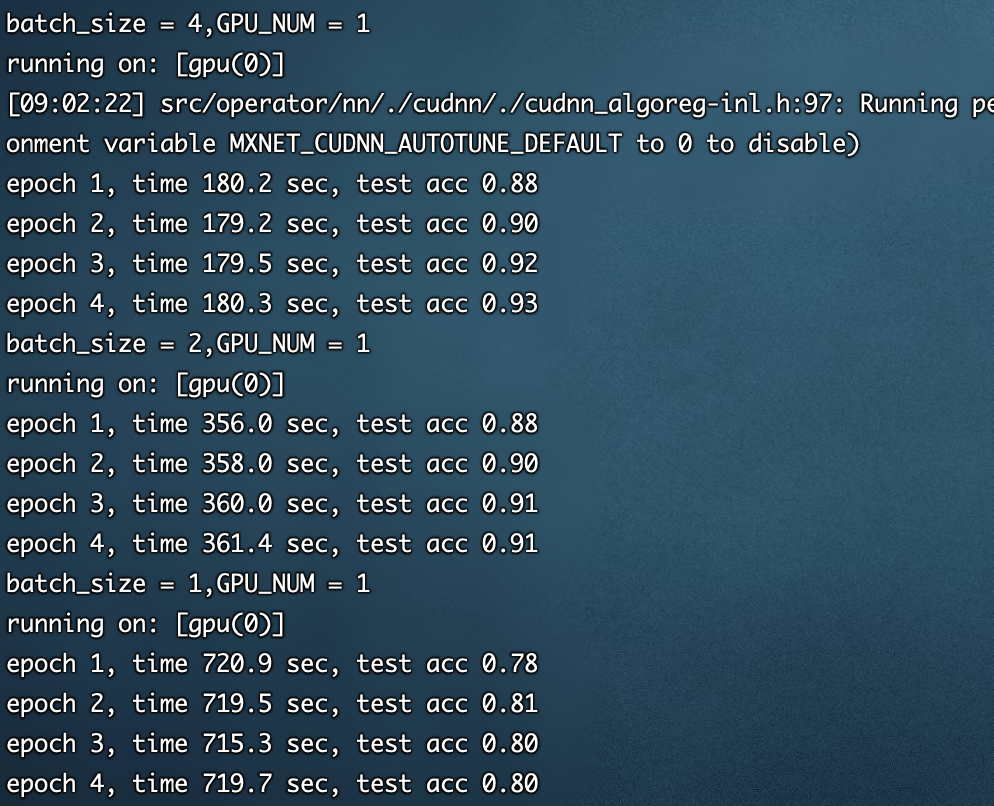 batch_size = 4,GPU_NUM = 1
running on: [gpu(0)]
[09:02:22] src/operator/nn/./cudnn/./cudnn_algoreg-inl.h:97: Running
onment variable MXNET_CUDNN_AUTOTUNE_DEFAULT to 0 to disable)
epoch 1, time 180.2 sec, test acc 0.88
epoch 2, time 179.2 sec, test acc 0.90
epoch 3, time 179.5 sec, test acc 0.92
epoch 4, time 180.3 sec, test acc 0.93
batch_size = 2,GPU_NUM = 1
running on: [gpu(0)]
epoch 1, time 356.0 sec, test acc 0.88
epoch 2, time 358.0 sec, test acc 0.90
epoch 3, time 360.0 sec, test acc 0.91
epoch 4, time 361.4 sec, test acc 0.91
batch_size = 1,GPU_NUM = 1
running on: [gpu(0)]
epoch 1, time 720.9 sec, test acc 0.78
epoch 2, time 719.5 sec, test acc 0.81
epoch 3, time 715.3 sec, test acc 0.80
epoch 4, time 719.7 sec, test acc 0.80